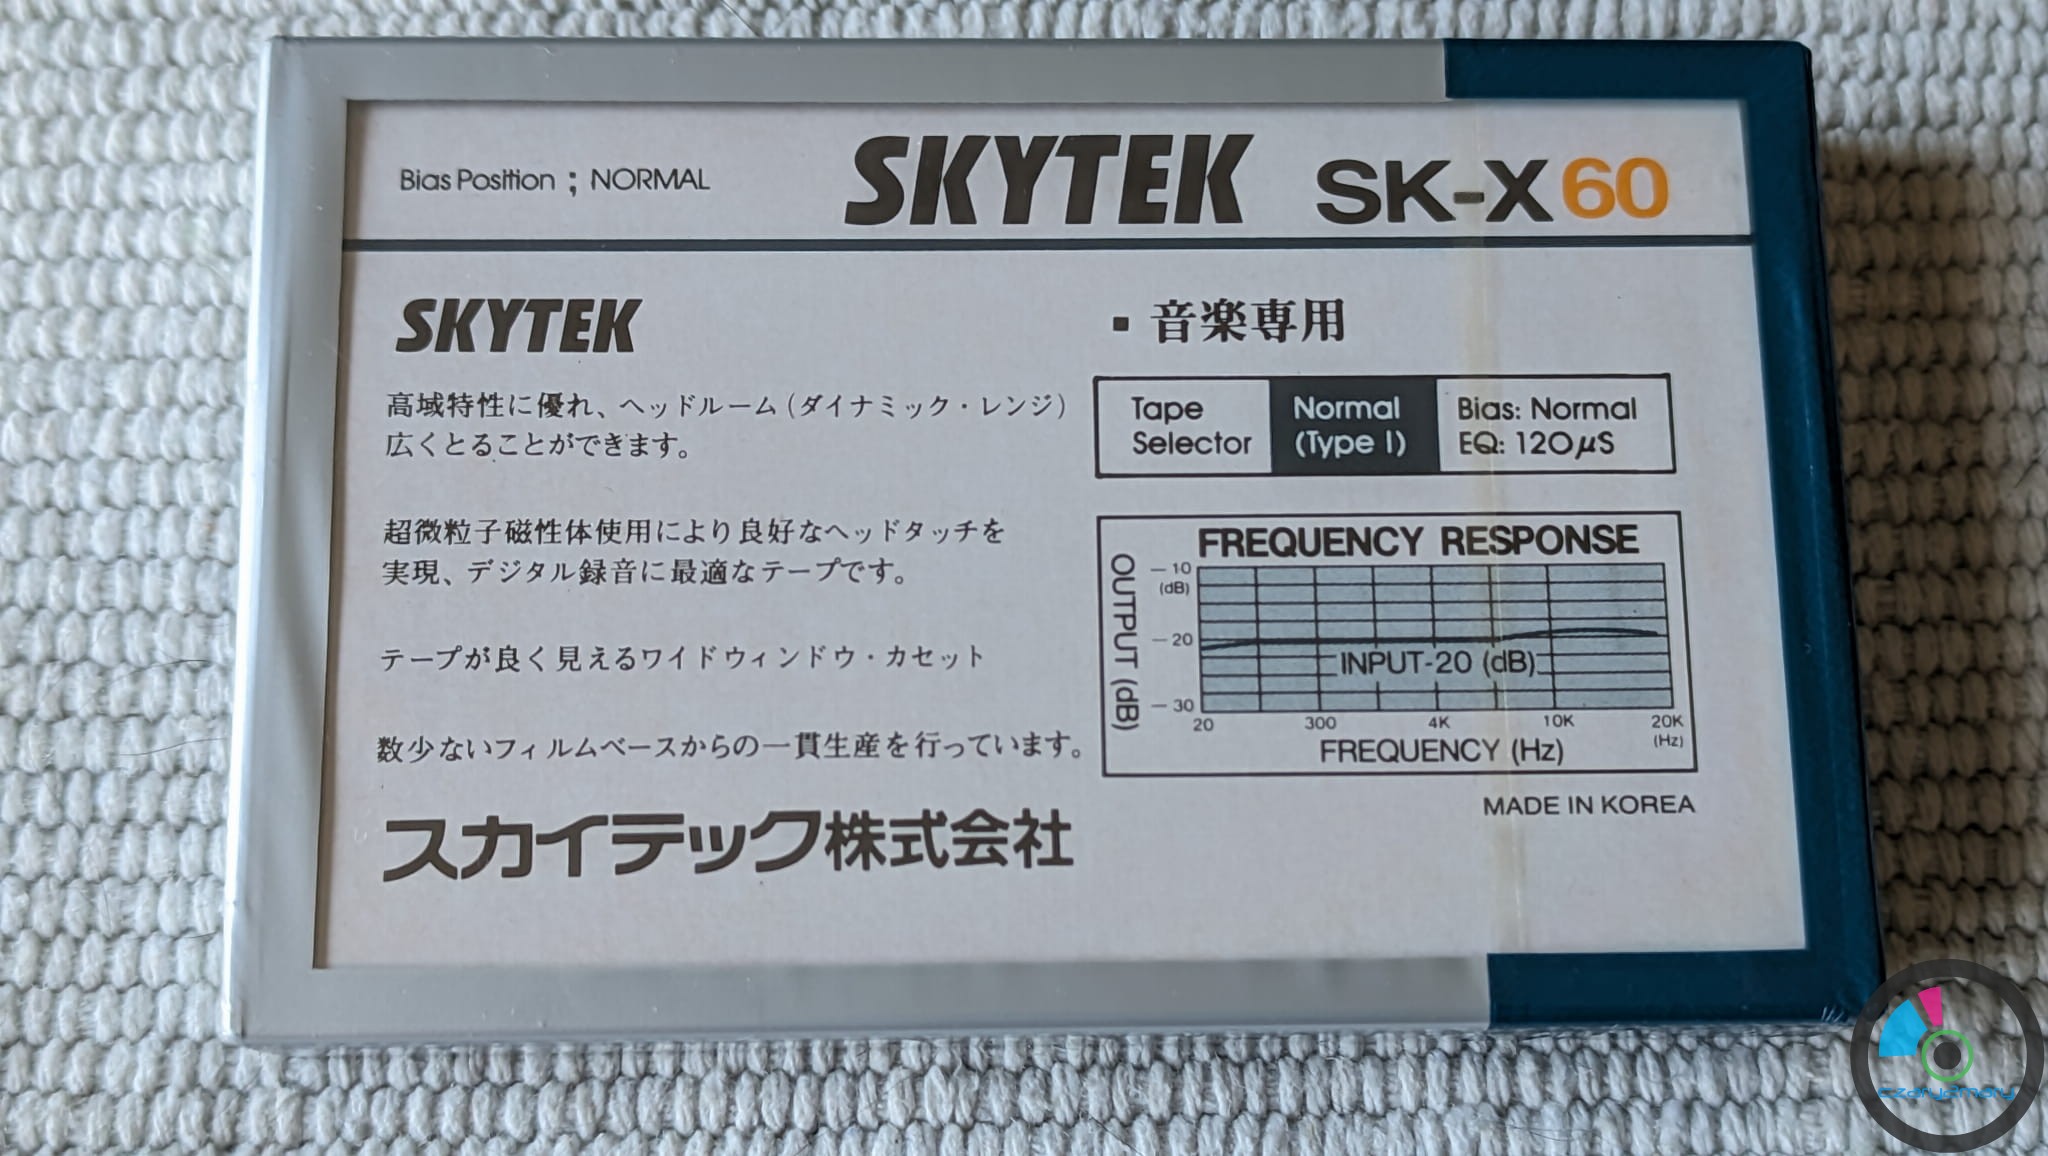 Bias Position ; NORMAL
SKYTEK SK-X60
SKYTEK
高域特性に優れ、ヘッドルーム(ダイナミック・レンジ)
広くとることができます。
超微粒子磁性体使用により良好なヘッドタッチを
実現、デジタル録音に最適なテープです。
テープが良く見えるワイドウィンドウ・カセット
数少ないフィルムベースからの一貫生産を行っています。
スカイテック株式会社
▪ 音楽専用
Tape Selector
Normal (Type I)
Bias: Normal
EQ: 120μS
FREQUENCY RESPONSE
OUTPUT (dB)
−10
(dB)
−20
−30
INPUT-20 (dB)
20 300 4K 10K 20K
(Hz)
FREQUENCY (Hz)
MADE IN KOREA